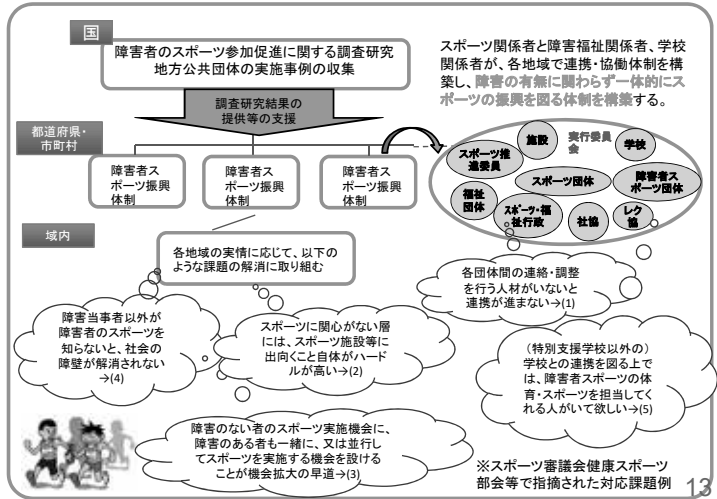 国
障害者のスポーツ参加促進に関する調査研究
地方公共団体の実施事例の収集
調査研究結果の
提供等の支援
スポーツ関係者と障害福祉関係者、学校
関係者が、各地域で連携・協働体制を構
築し、障害の有無に関わらず一体的にス
ポーツの振興を図る体制を構築する。
都道府県・
市町村
障害者ス
ポーツ振興
体制
障害者ス
ポーツ振興
体制
障害者ス
ポーツ振興
体制
施設
実行委員
会
学校
スポーツ推
進委員
スポーツ団体
障害者ス
ポーツ団体
福祉
団体
スポーツ・福
祉行政
社協
レク
協
域内
各地域の実情に応じて、以下の
ような課題の解消に取り組む
各団体間の連絡・調整
を行う人材がいないと
連携が進まない→(1)
障害当事者以外が
障害者のスポーツを
知らないと、社会の
障壁が解消されない
→(4)
スポーツに関心がない層
には、スポーツ施設等に
出向くこと自体がハード
ルが高い→(2)
（特別支援学校以外の）
学校との連携を図る上で
は、障害者スポーツの体
育・スポーツを担当してく
れる人がいて欲しい→(5)
障害のない者のスポーツ実施機会に、
障害のある者も一緒に、又は並行し
てスポーツを実施する機会を設ける
ことが機会拡大の早道→(3)
※スポーツ審議会健康スポーツ
部会等で指摘された対応課題例
13